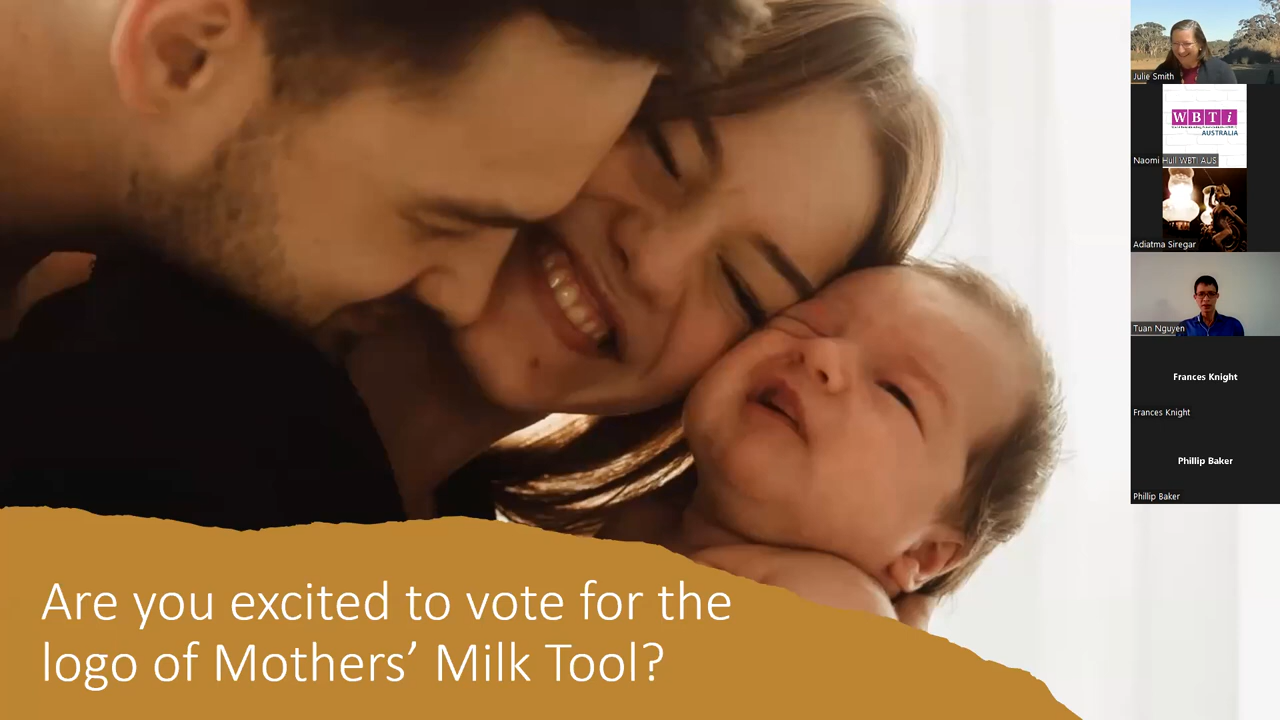 Julie Smith
W B T i
AUSTRALIA
Naomi Hull WBTI AUS
Adiatma Siregar
Tuan Nguyen
Frances Knight
Frances Knight
Phillip Baker
Phillip Baker
Are you excited to vote for the
logo of Mothers’ Milk Tool?